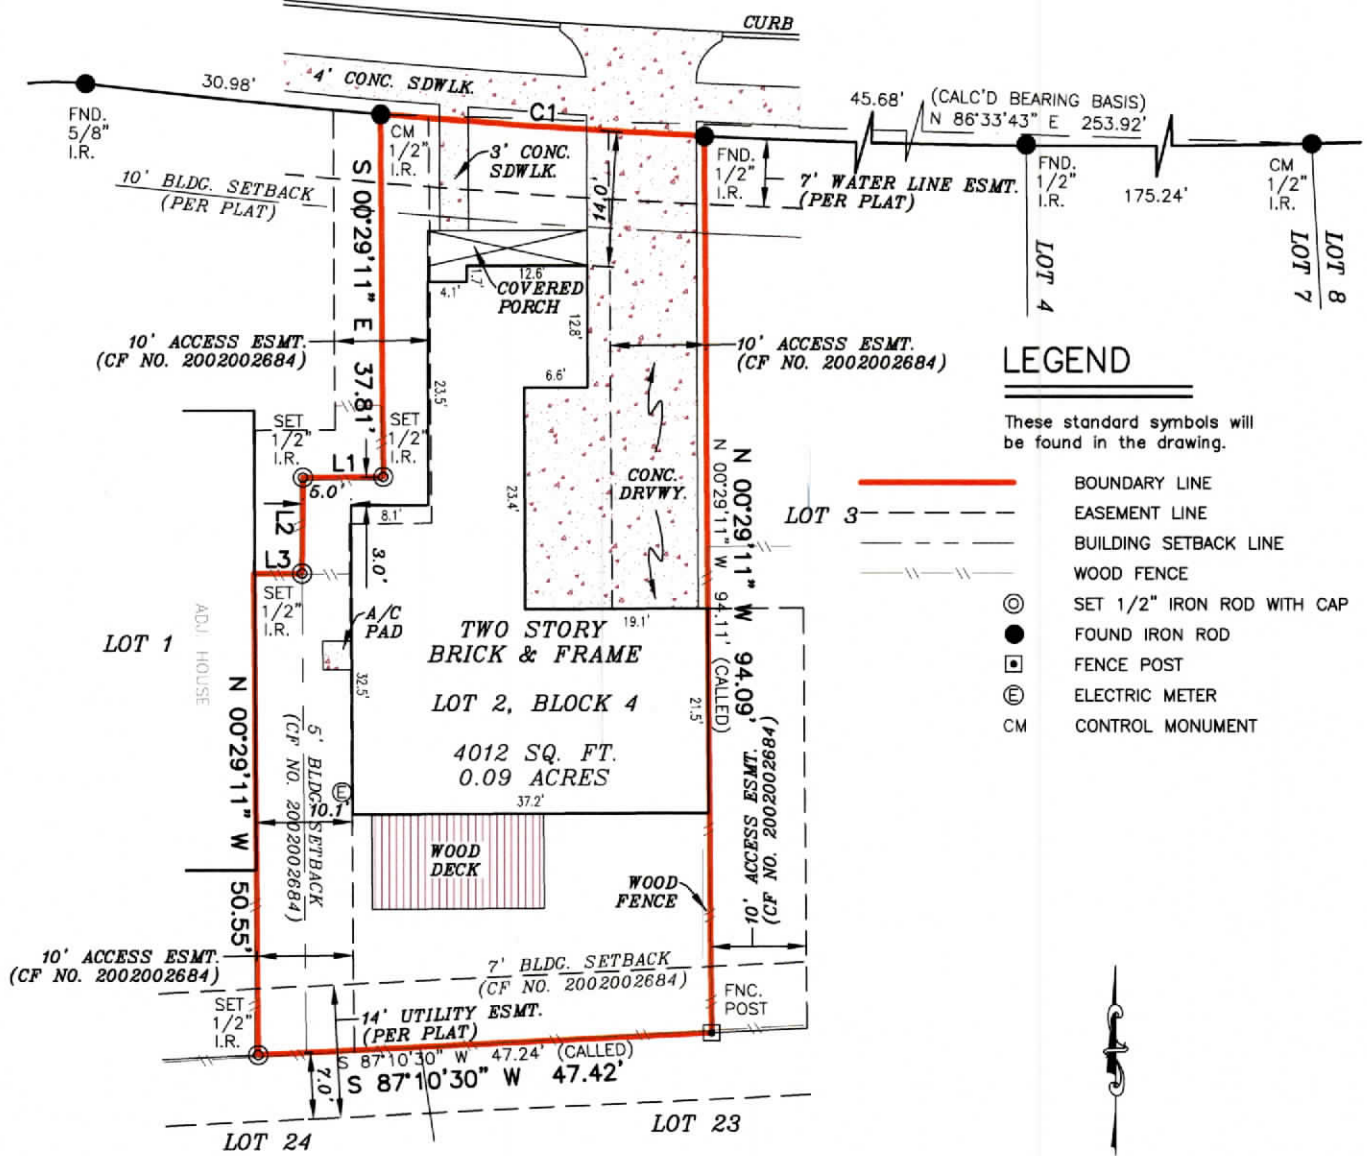 CURB
30.98'
4' CONC. SDWLK.
C1
45.68'
(CALC'D BEARING BASIS)
N 86°33'43" E 253.92'
FND.
5/8"
I.R.
CM
1/2"
I.R.
3' CONC.
SDWLK.
14.0'
FND.
1/2"
I.R.
7' WATER LINE ESMT.
(PER PLAT)
FND.
1/2"
I.R.
175.24'
CM
1/2"
I.R.
LOT 4
LOT 7
LOT 8
10' BLDG. SETBACK
(PER PLAT)
S 00°29'11" E 37.81'
12.6'
1.7'
4.1'
COVERED
PORCH
12.8'
10' ACCESS ESMT.
(CF NO. 2002002684)
10' ACCESS ESMT.
(CF NO. 2002002684)
6.6'
23.5'
SET
1/2"
I.R.
SET
1/2"
I.R.
L1
5.0'
L2
L3
8.1'
3.0'
23.4'
CONC.
DRVWY.
N 00°29'11" W 94.11' (CALLED)
N 00°29'11" W 94.09'
LOT 3
LEGEND
These standard symbols will
be found in the drawing.
BOUNDARY LINE
EASEMENT LINE
BUILDING SETBACK LINE
WOOD FENCE
SET 1/2" IRON ROD WITH CAP
FOUND IRON ROD
FENCE POST
E ELECTRIC METER
CM CONTROL MONUMENT
SET
1/2"
I.R.
A/C
PAD
LOT 1
ADJ. HOUSE
19.1'
TWO STORY
BRICK & FRAME
LOT 2, BLOCK 4
4012 SQ. FT.
0.09 ACRES
32.5'
21.5'
37.2'
N 00°29'11" W 50.55'
5' BLDG. SETBACK
(CF NO. 2002002684)
E
10.1'
WOOD
DECK
WOOD
FENCE
10' ACCESS ESMT.
(CF NO. 2002002684)
10' ACCESS ESMT.
(CF NO. 2002002684)
7' BLDG. SETBACK
(CF NO. 2002002684)
SET
1/2"
I.R.
14' UTILITY ESMT.
(PER PLAT)
FNC.
POST
S 87°10'30" W 47.24' (CALLED)
S 87°10'30" W 47.42'
7.0'
LOT 24
LOT 23